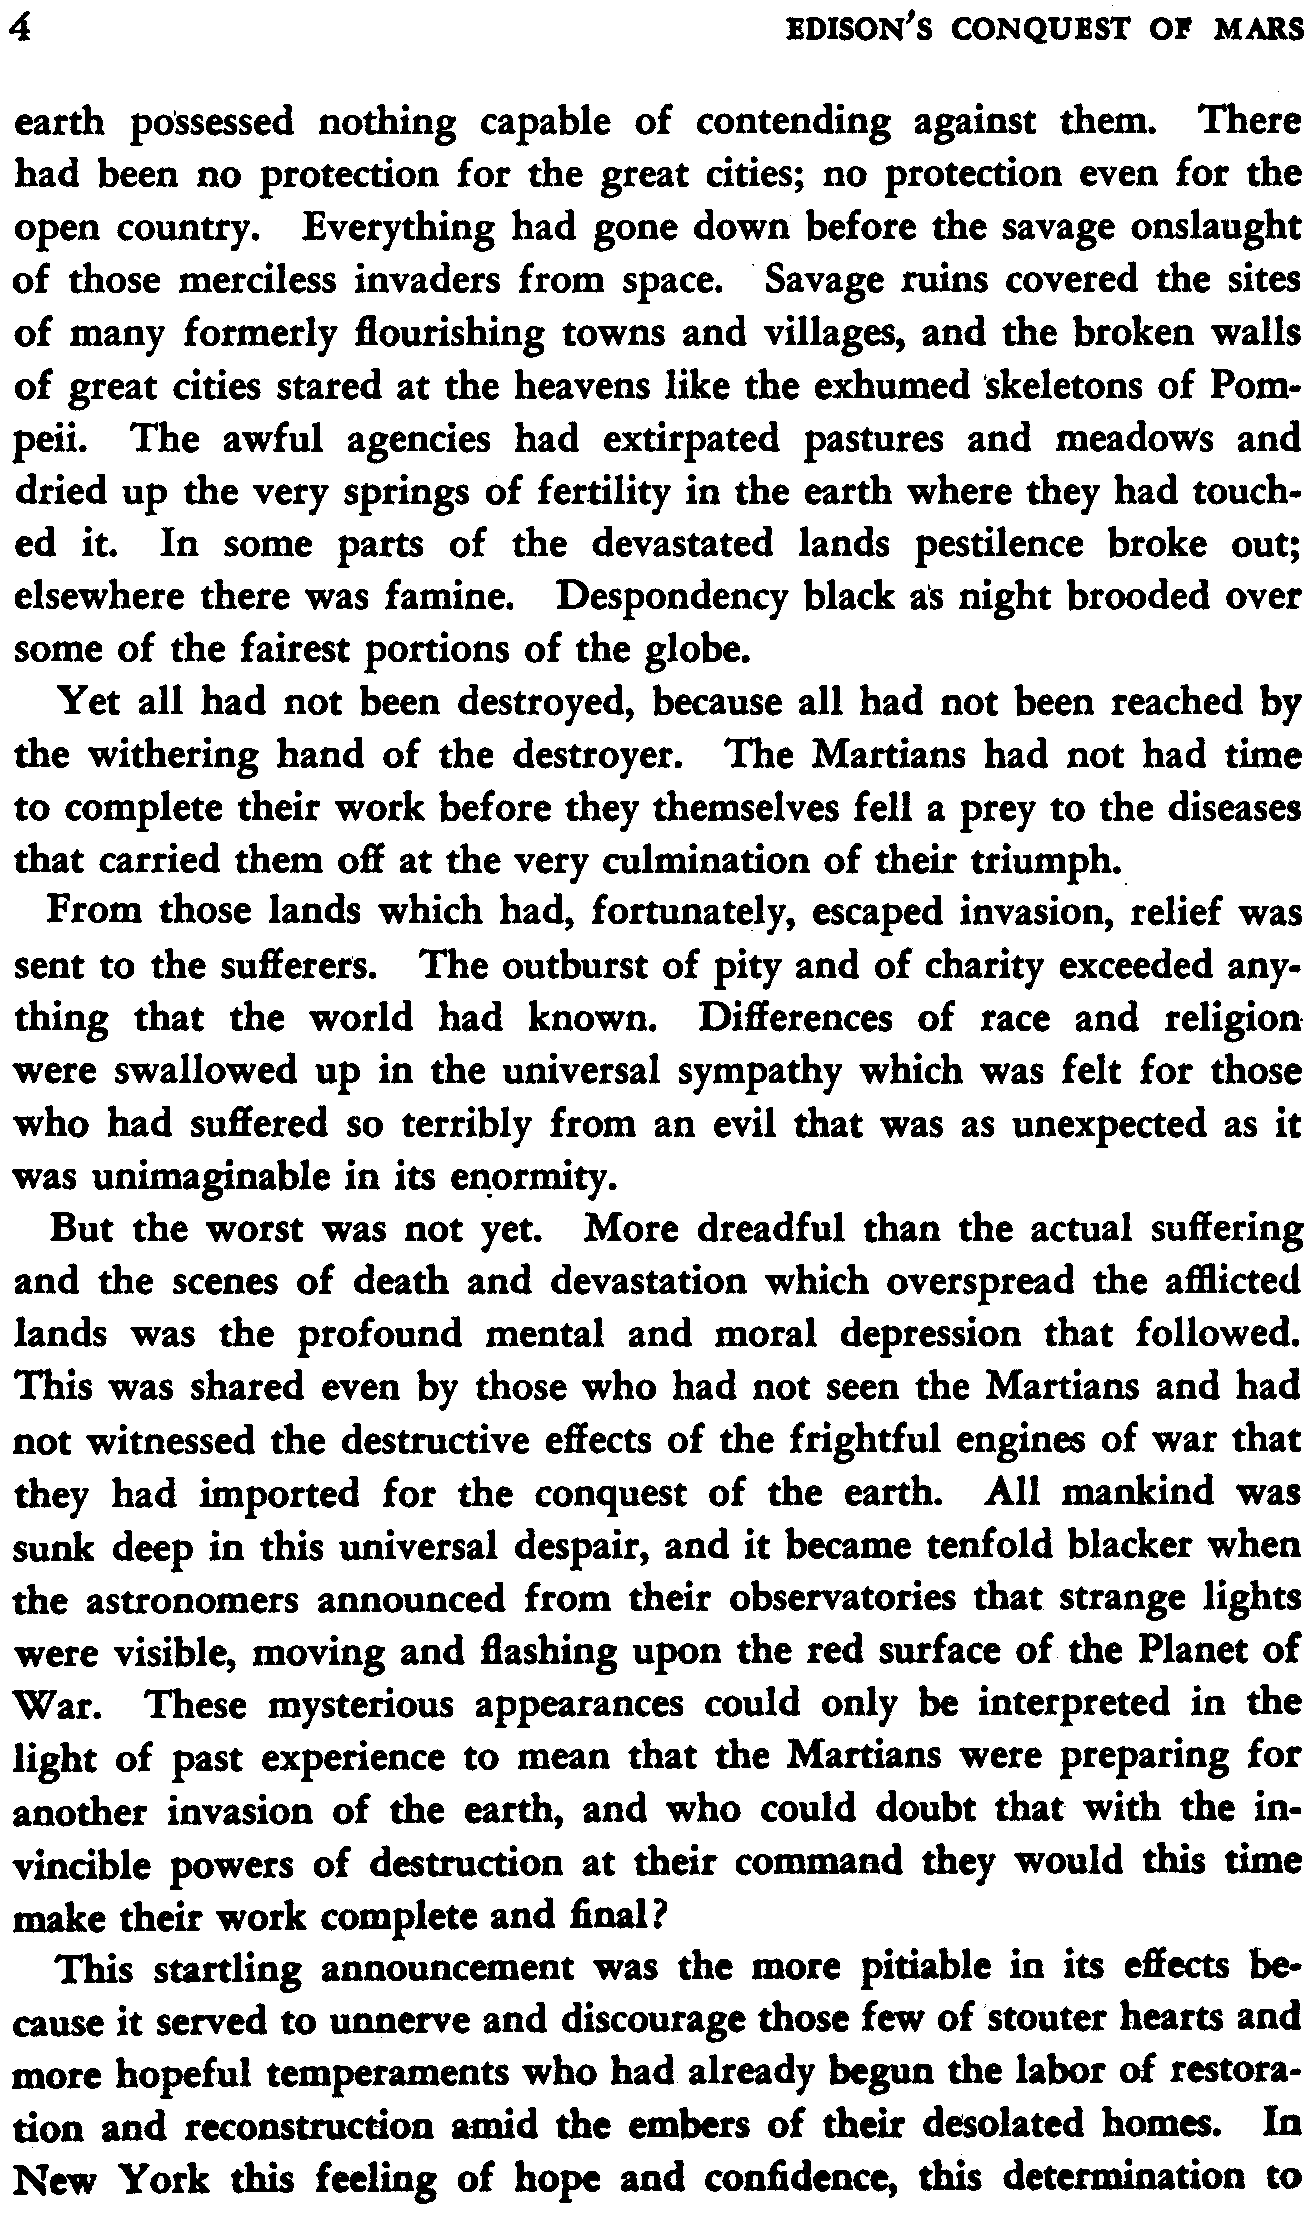 4 EDISON'S CONQUEST OF MARS
earth possessed nothing capable of contending against them. There
had been no protection for the great cities; no protection even for the
open country. Everything had gone down before the savage onslaught
of those merciless invaders from space. Savage ruins covered the sites
of many formerly flourishing towns and villages, and the broken walls
of great cities stared at the heavens like the exhumed skeletons of Pom-
peii. The awful agencies had extirpated pastures and meadows and
dried up the very springs of fertility in the earth where they had touch-
ed it. In some parts of the devastated lands pestilence broke out;
elsewhere there was famine. Despondency black as night brooded over
some of the fairest portions of the globe.
Yet all had not been destroyed, because all had not been reached by
the withering hand of the destroyer. The Martians had not had time
to complete their work before they themselves fell a prey to the diseases
that carried them off at the very culmination of their triumph.
From those lands which had, fortunately, escaped invasion, relief was
sent to the sufferers. The outburst of pity and of charity exceeded any-
thing that the world had known. Differences of race and religion
were swallowed up in the universal sympathy which was felt for those
who had suffered so terribly from an evil that was as unexpected as it
was unimaginable in its enormity.
But the worst was not yet. More dreadful than the actual suffering
and the scenes of death and devastation which overspread the afflicted
lands was the profound mental and moral depression that followed.
This was shared even by those who had not seen the Martians and had
not witnessed the destructive effects of the frightful engines of war that
they had imported for the conquest of the earth. All mankind was
sunk deep in this universal despair, and it became tenfold blacker when
the astronomers announced from their observatories that strange lights
were visible, moving and flashing upon the red surface of the Planet of
War. These mysterious appearances could only be interpreted in the
light of past experience to mean that the Martians were preparing for
another invasion of the earth, and who could doubt that with the in-
vincible powers of destruction at their command they would this time
make their work complete and final?
This startling announcement was the more pitiable in its effects be-
cause it served to unnerve and discourage those few of stouter hearts and
more hopeful temperaments who had already begun the labor of restora-
tion and reconstruction amid the embers of their desolated homes. In
New York this feeling of hope and confidence, this determination to